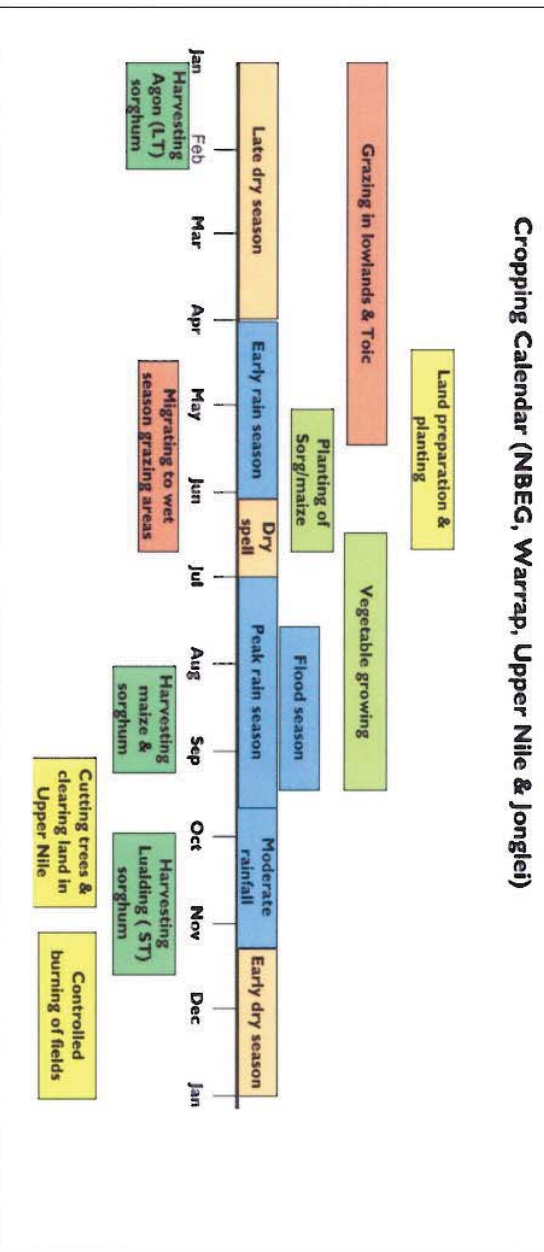 Cropping Calendar (NBEG, Warrap, Upper Nile & Jonglei)
Land preparation &
planting
Grazing in lowlands & Toic
Vegetable growing
Planting of
Sorg/maize
Flood season
Late dry season
Early rain season
Dry
spell
Peak rain season
Moderate
rainfall
Early dry season
Jan
Feb
Mar
Apr
May
Jun
Jul
Aug
Sep
Oct
Nov
Dec
Jan
Harvesting
Agon (LT)
sorghum
Migrating to wet
season grazing areas
Harvesting
maize &
sorghum
Harvesting
Lualding ( ST)
sorghum
Cutting trees &
clearing land in
Upper Nile
Controlled
burning of fields